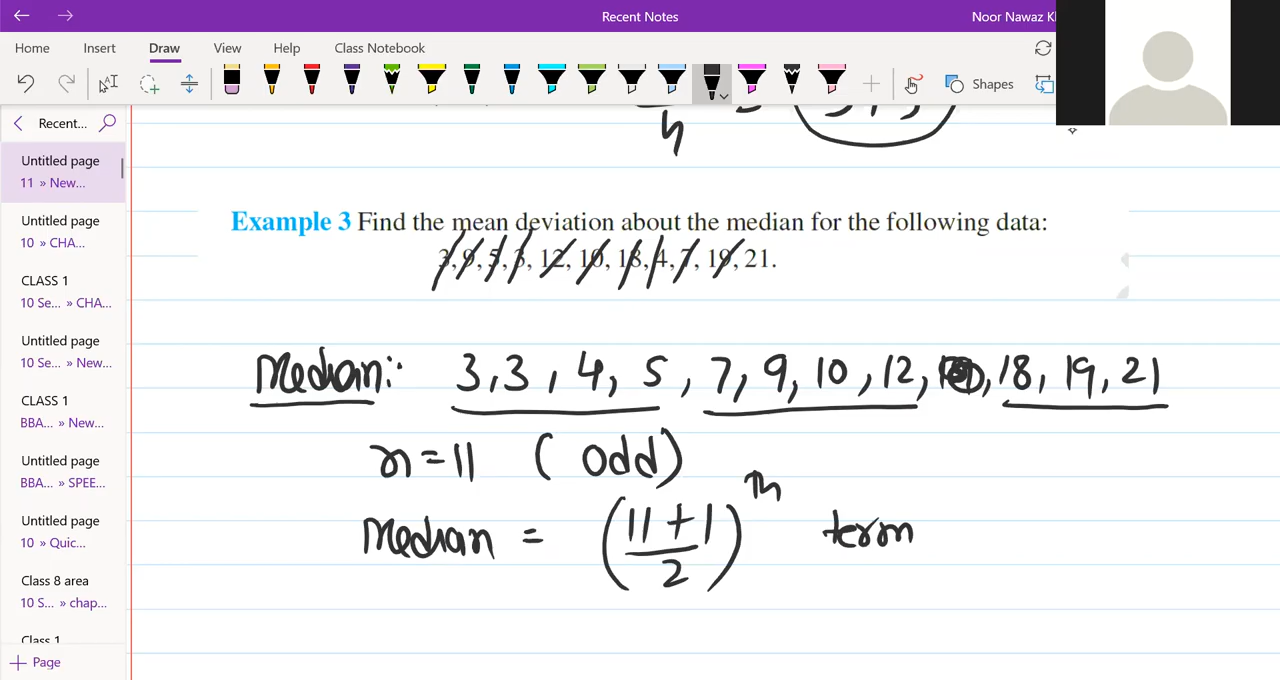 Recent Notes
Noor Nawaz Kh
Home Insert Draw View Help Class Notebook
Shapes
Recent...
Untitled page
11 » New...
Untitled page
10 » CHA...
CLASS 1
10 Se... » CHA...
Untitled page
10 Se... » New...
CLASS 1
BBA... » New...
Untitled page
BBA... » SPEE...
Untitled page
10 » Quic...
Class 8 area
10 S... » chap...
Class 1
+ Page
n
Example 3 Find the mean deviation about the median for the following data:
3, 9, 5, 3, 12, 10, 18, 4, 7, 19, 21.
Median: 3, 3, 4, 5, 7, 9, 10, 12, 18, 19, 21
n = 11 (odd)
Median = (11 + 1 / 2)th term